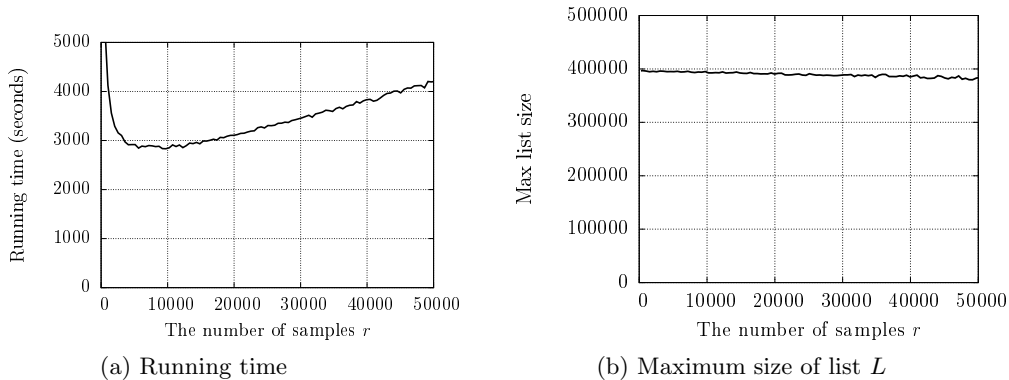 5000
4000
3000
2000
1000
0
0 10000 20000 30000 40000 50000
Running time (seconds)
The number of samples r
(a) Running time
500000
400000
300000
200000
100000
0
0 10000 20000 30000 40000 50000
Max list size
The number of samples r
(b) Maximum size of list L